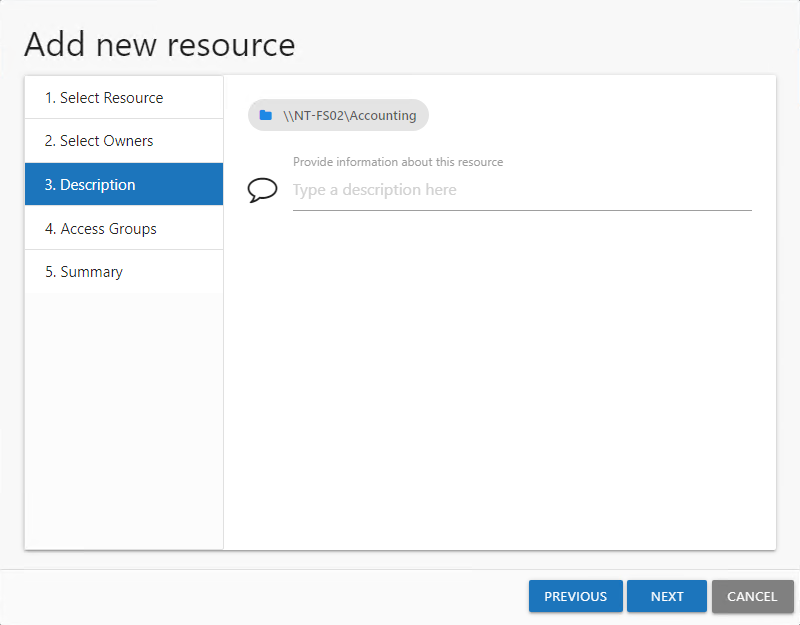 Add new resource
1. Select Resource
2. Select Owners
3. Description
4. Access Groups
5. Summary
\\NT-FS02\Accounting
Provide information about this resource
Type a description here
PREVIOUS
NEXT
CANCEL